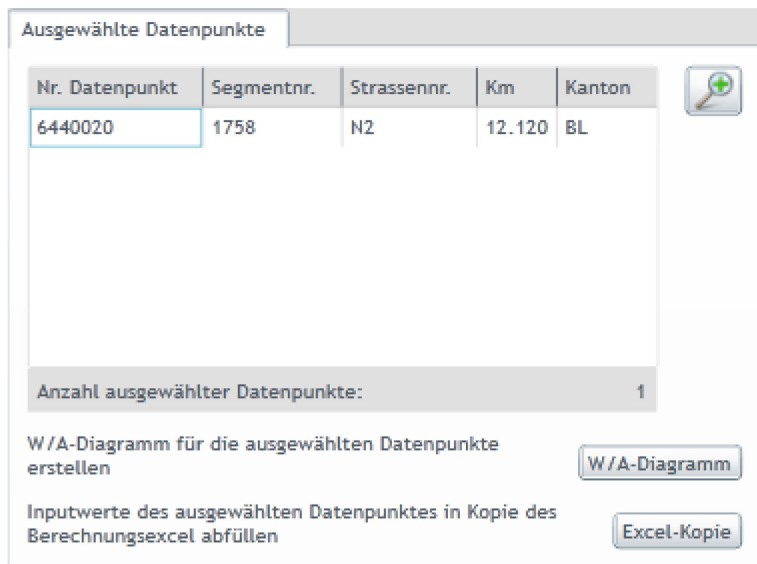 Ausgewählte Datenpunkte
Nr. Datenpunkt Segmentnr. Strassennr. Km Kanton
6440020 1758 N2 12.120 BL
Anzahl ausgewählter Datenpunkte: 1
W/A-Diagramm für die ausgewählten Datenpunkte
erstellen
W/A-Diagramm
Inputwerte des ausgewählten Datenpunktes in Kopie des
Berechnungsexcel abfüllen
Excel-Kopie